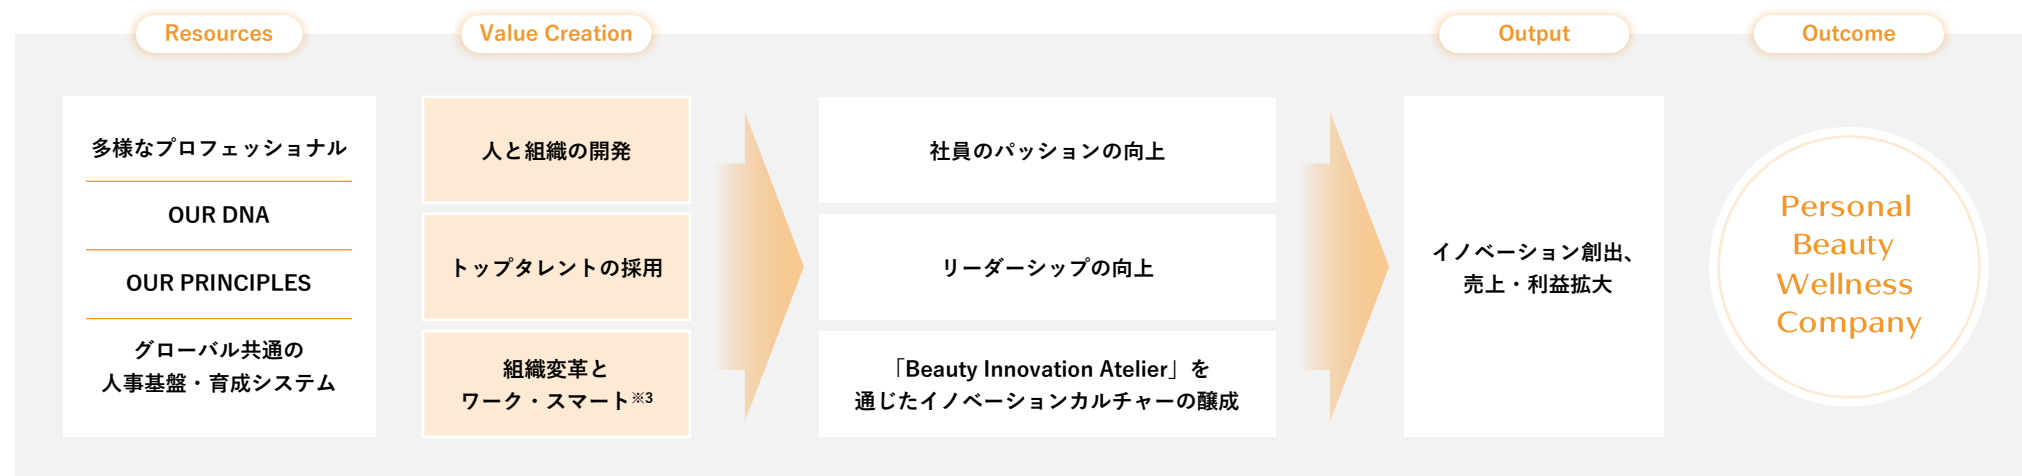 Resources
Value Creation
Output
Outcome
多様なプロフェッショナル
OUR DNA
OUR PRINCIPLES
グローバル共通の
人事基盤・育成システム
人と組織の開発
トップタレントの採用
組織変革と
ワーク・スマート※3
社員のパッションの向上
リーダーシップの向上
「Beauty Innovation Atelier」を
通じたイノベーションカルチャーの醸成
イノベーション創出、
売上・利益拡大
Personal
Beauty
Wellness
Company